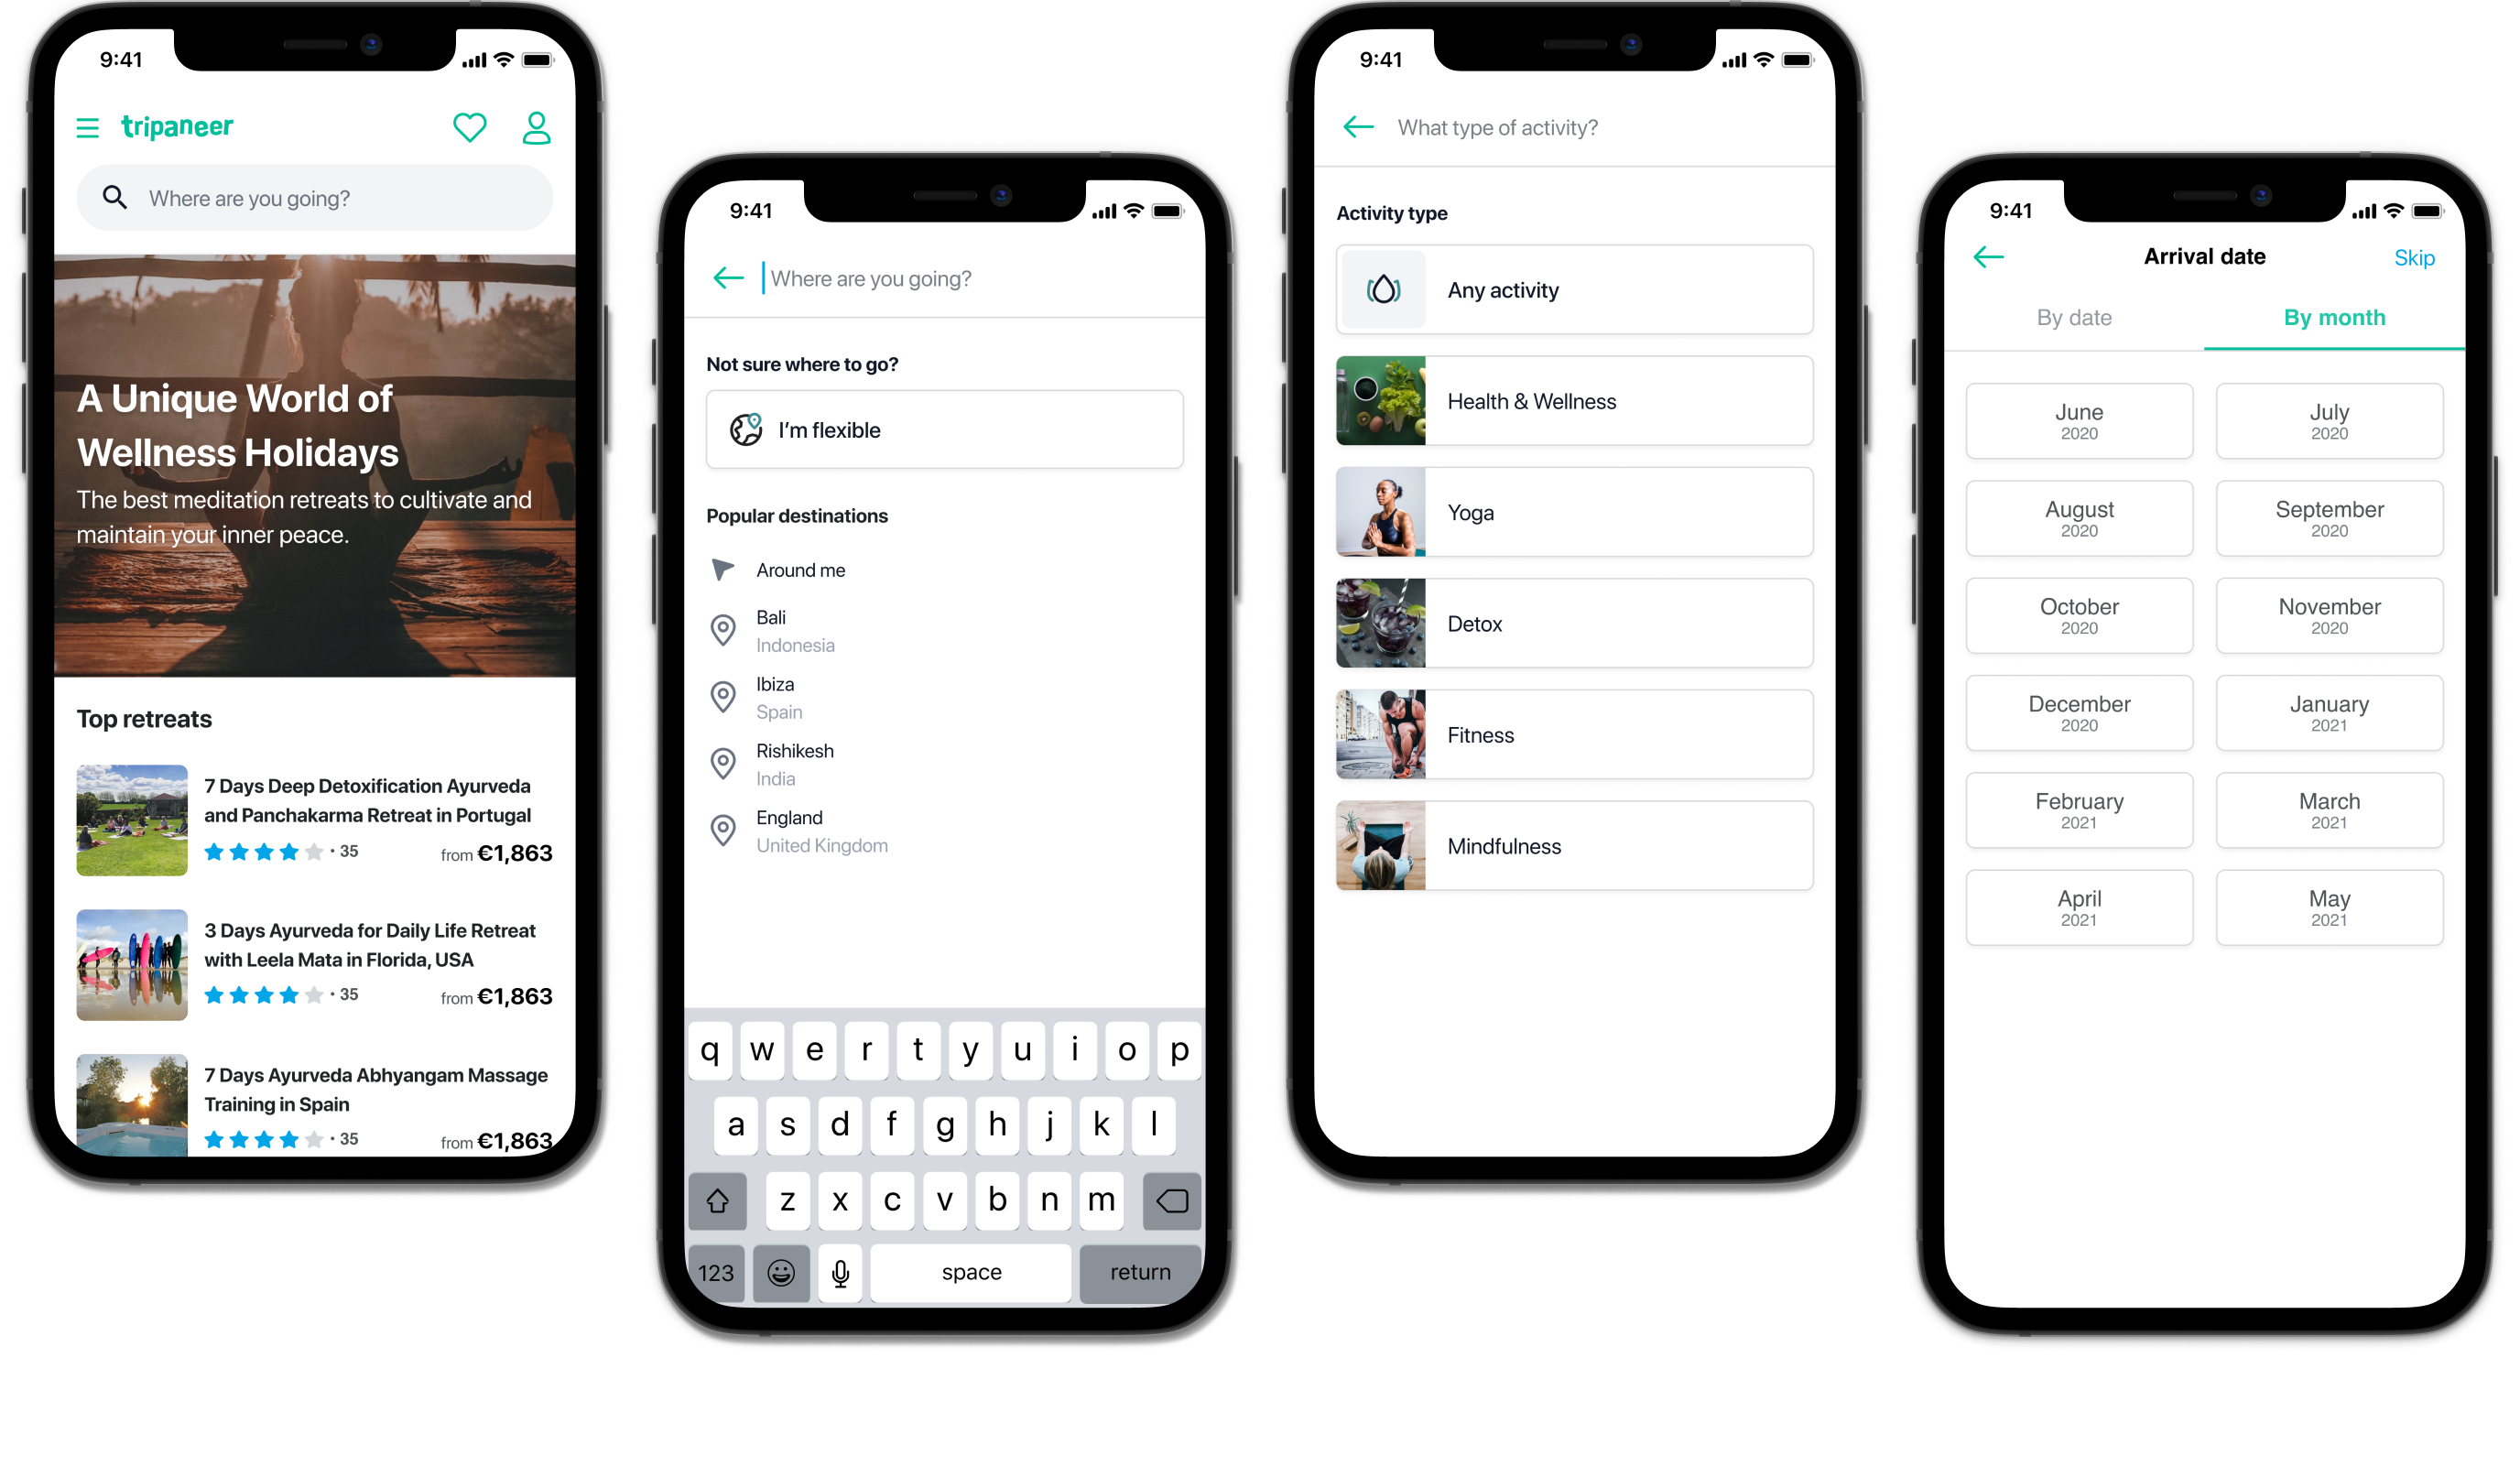 9:41
tripaneer
Where are you going?
A Unique World of
Wellness Holidays
The best meditation retreats to cultivate and
maintain your inner peace.
Top retreats
7 Days Deep Detoxification Ayurveda
and Panchakarma Retreat in Portugal
· 35 from €1,863
3 Days Ayurveda for Daily Life Retreat
with Leela Mata in Florida, USA
· 35 from €1,863
7 Days Ayurveda Abhyangam Massage
Training in Spain
· 35 from €1,863
9:41
Where are you going?
Not sure where to go?
I’m flexible
Popular destinations
Around me
Bali
Indonesia
Ibiza
Spain
Rishikesh
India
England
United Kingdom
q w e r t y u i o p
a s d f g h j k l
z x c v b n m
123 space return
9:41
What type of activity?
Activity type
Any activity
Health & Wellness
Yoga
Detox
Fitness
Mindfulness
9:41
Arrival date Skip
By date By month
June July
2020 2020
August September
2020 2020
October November
2020 2020
December January
2020 2021
February March
2021 2021
April May
2021 2021